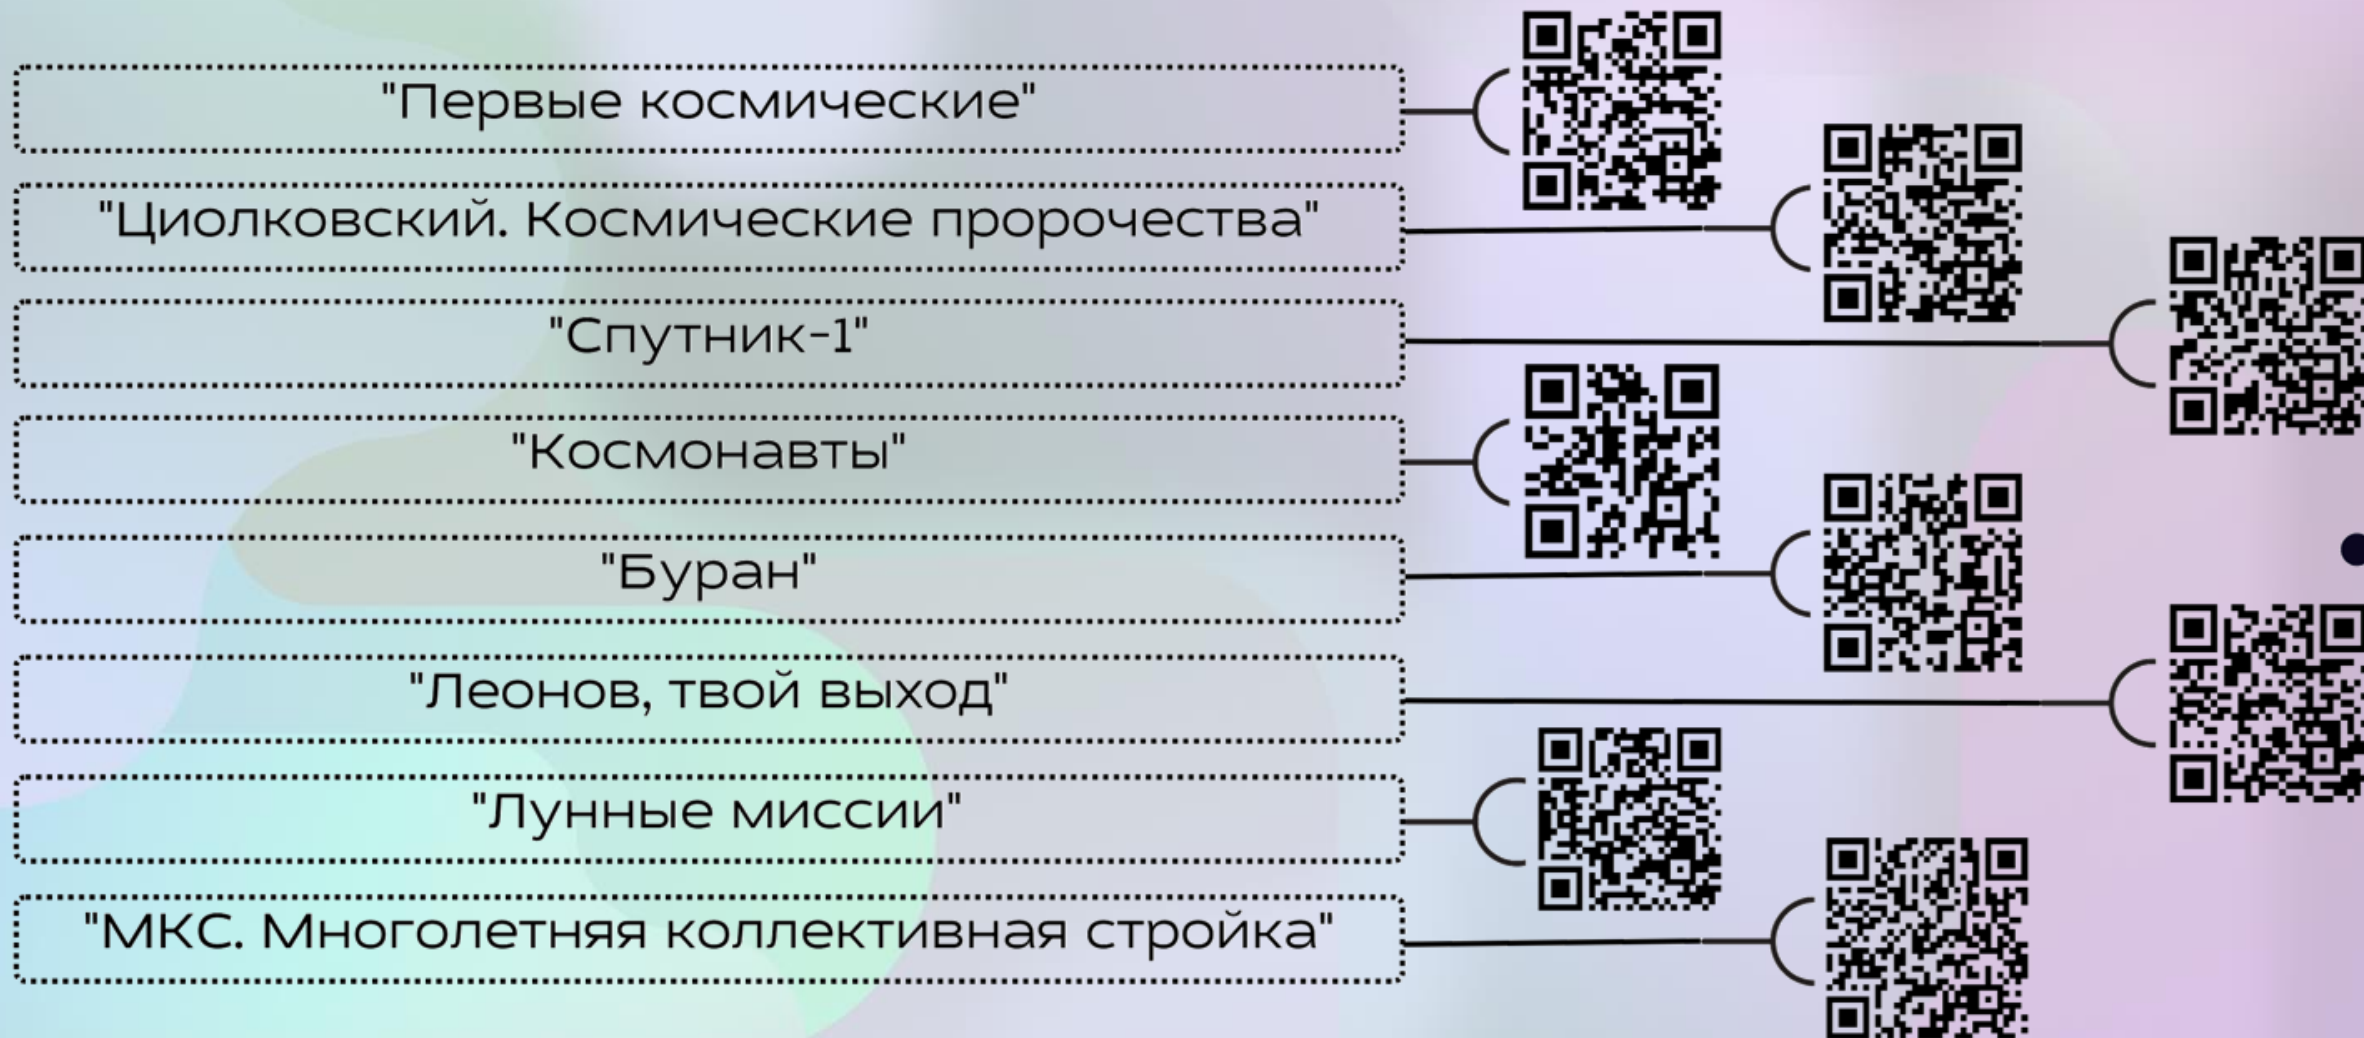 "Первые космические"
"Циолковский. Космические пророчества"
"Спутник-1"
"Космонавты"
"Буран"
"Леонов, твой выход"
"Лунные миссии"
"МКС. Многолетняя коллективная стройка"